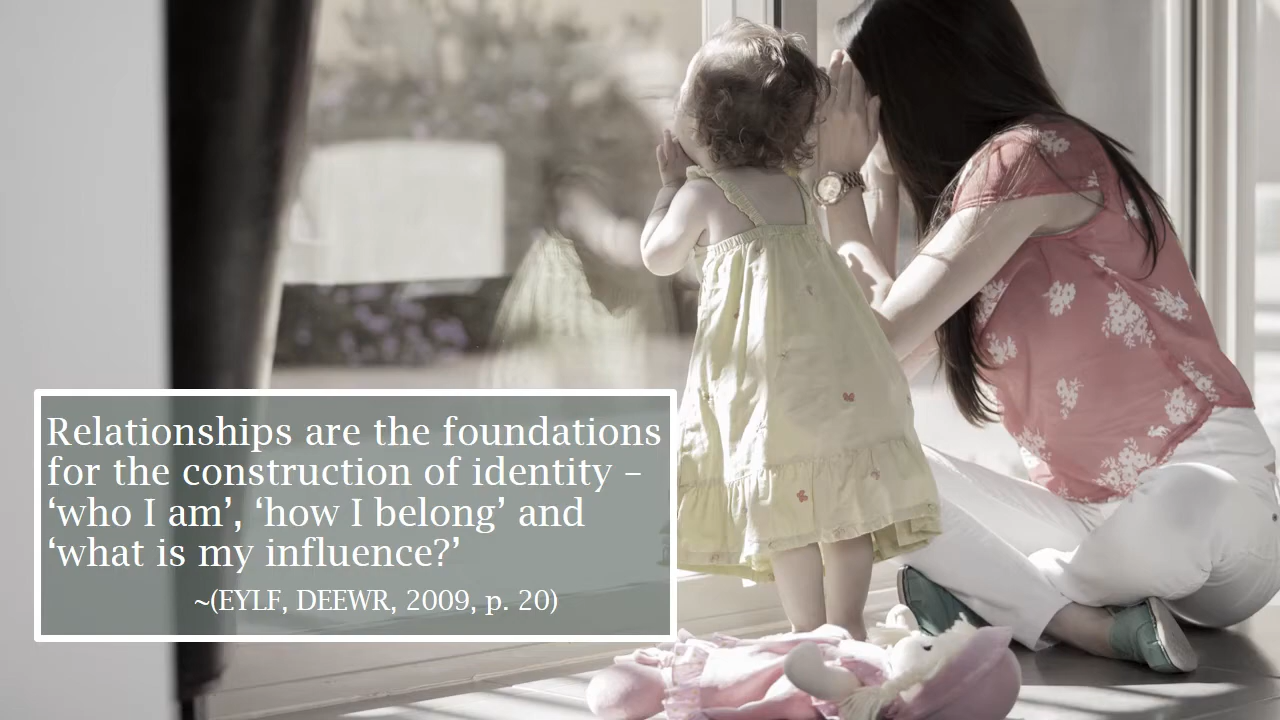 Relationships are the foundations
for the construction of identity –
‘who I am’, ‘how I belong’ and
‘what is my influence?’
~(EYLF, DEEWR, 2009, p. 20)